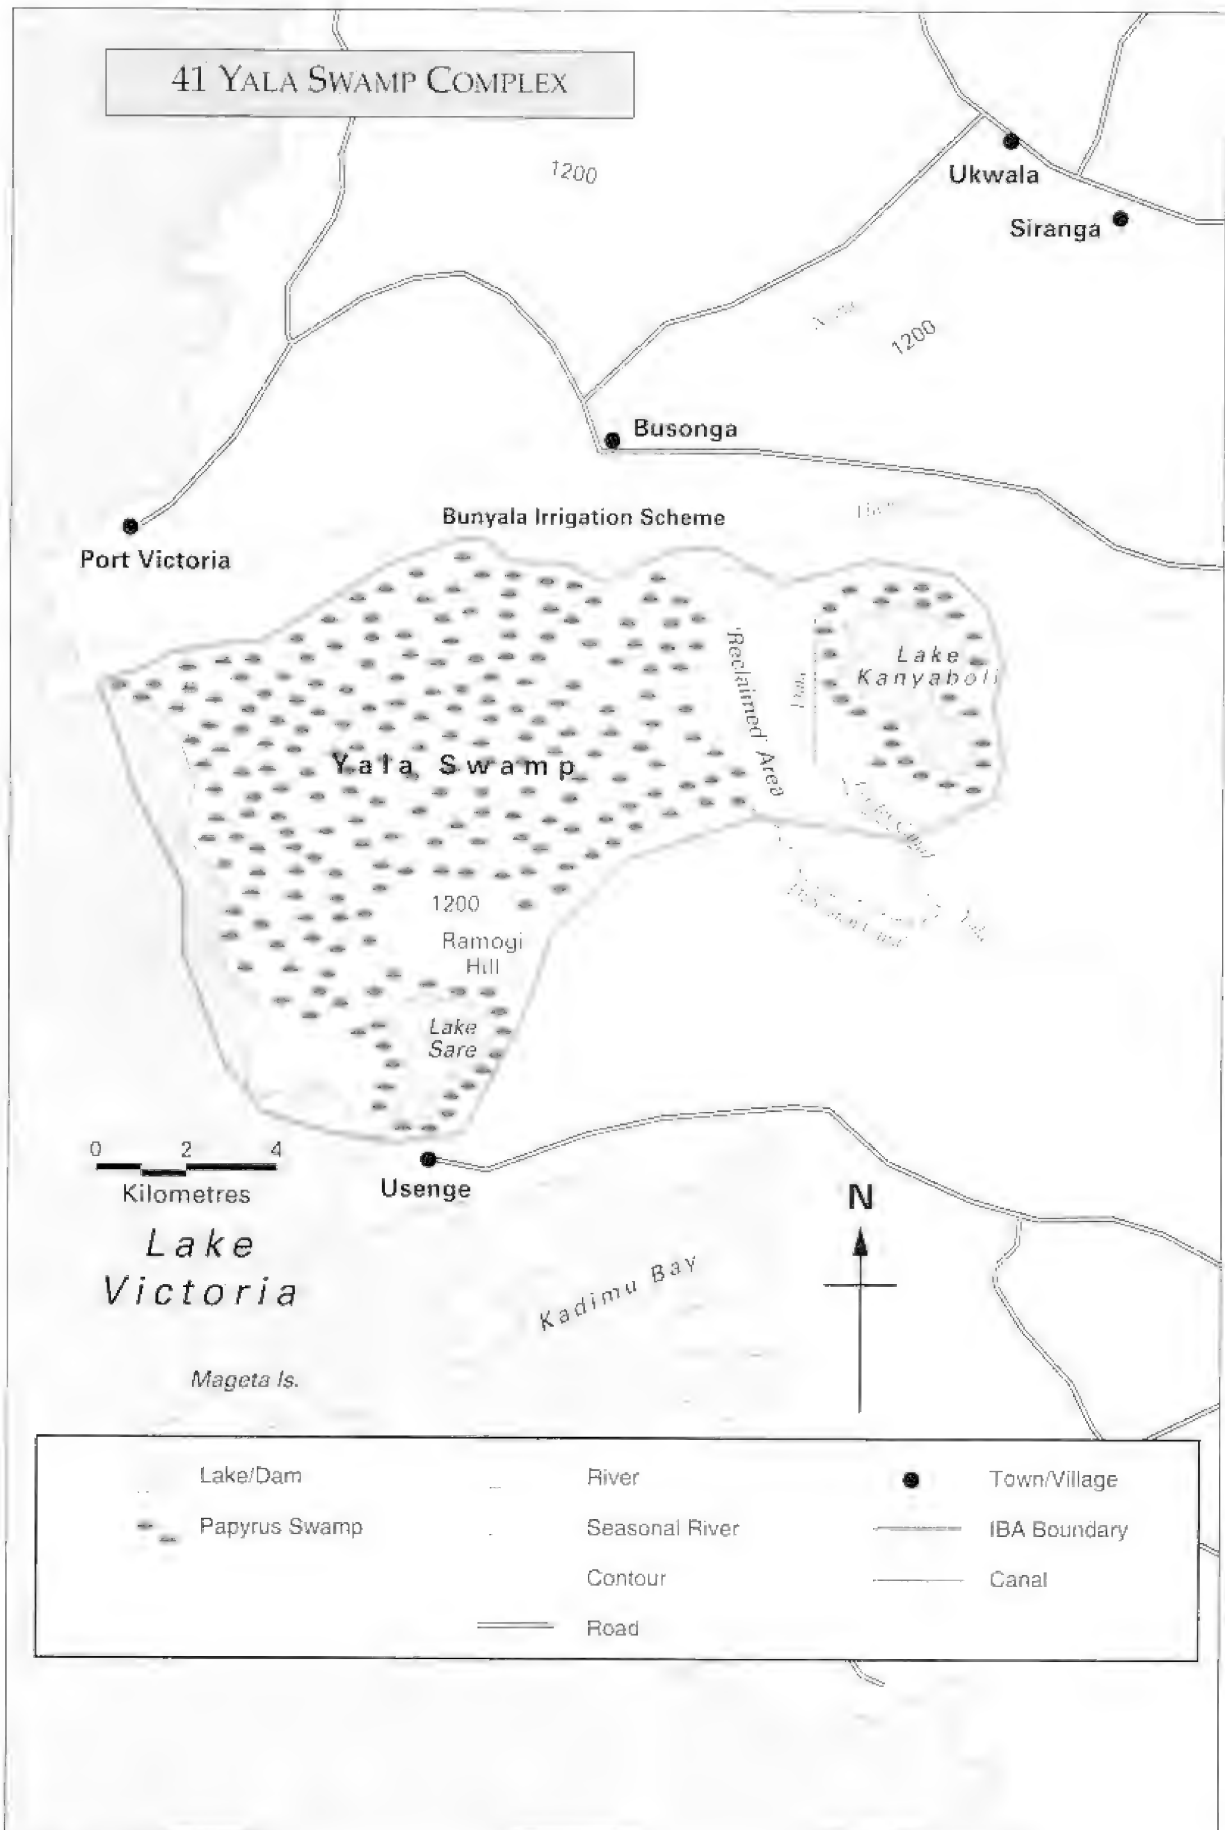 41 YALA SWAMP COMPLEX
1200
Ukwala
Siranga
1200
Busonga
Bunyala Irrigation Scheme
Port Victoria
'Reclaimed' Area
Lake
Kanyaboli
Yala Swamp
1200
Ramogi
Hill
Lake
Sare
0 2 4
Kilometres
Usenge
N
Lake
Victoria
Kadimu Bay
Mageta Is.
Lake/Dam
River
Town/Village
Papyrus Swamp
Seasonal River
IBA Boundary
Contour
Canal
Road